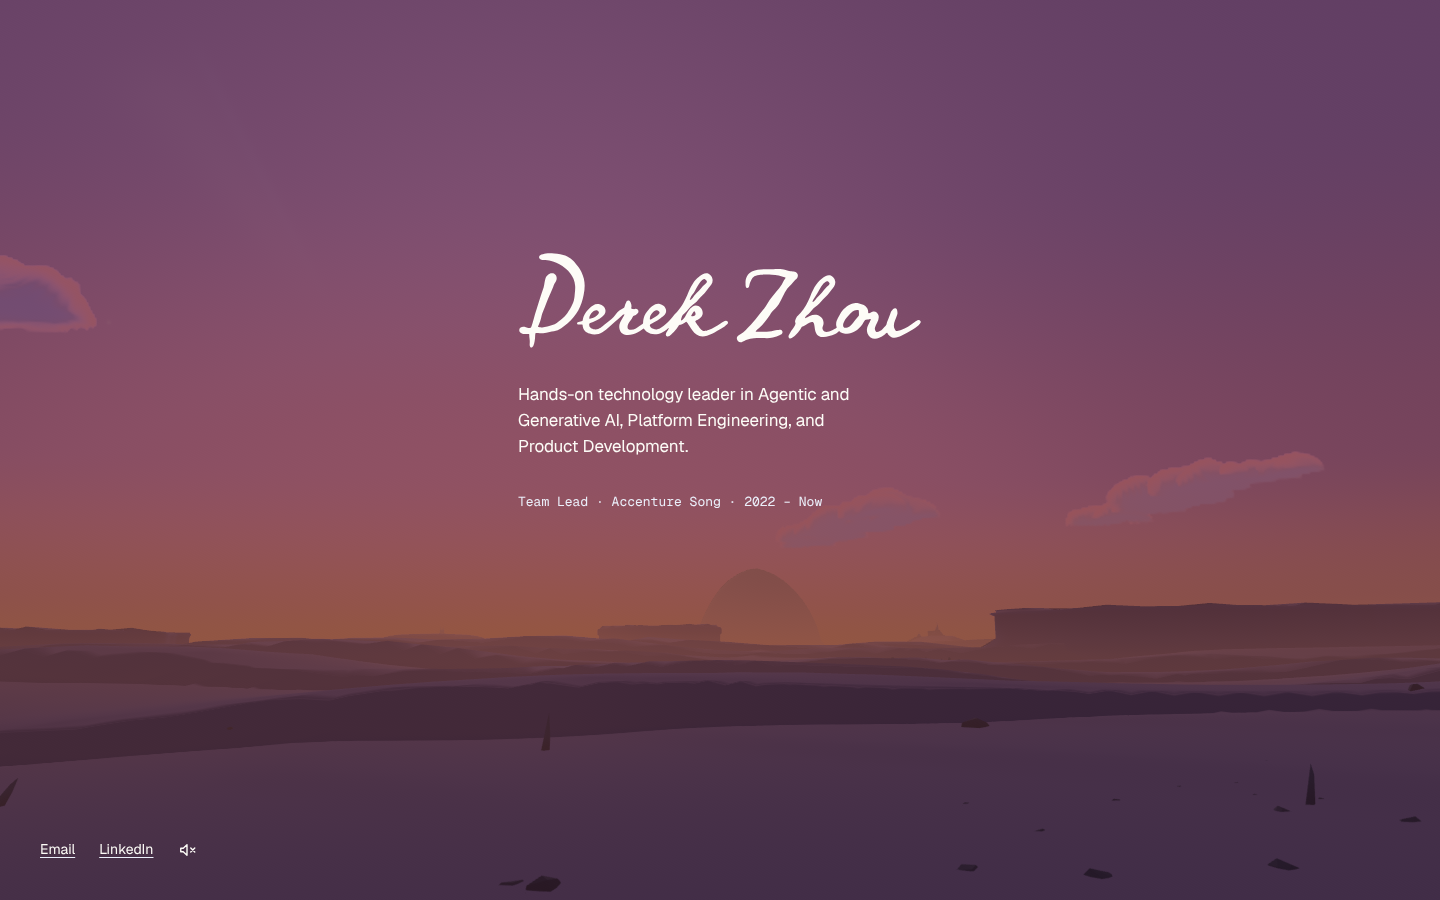 Derek Zhou
Hands-on technology leader in Agentic and
Generative AI, Platform Engineering, and
Product Development.
Team Lead · Accenture Song · 2022 – Now
Email LinkedIn